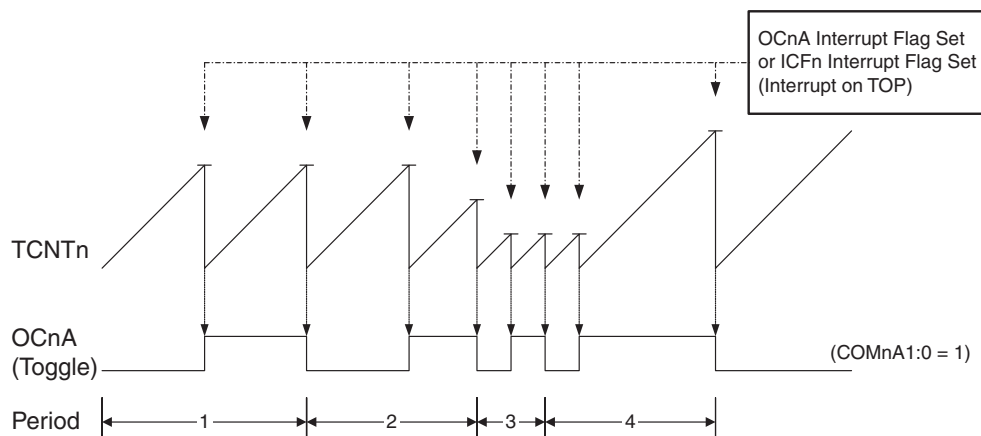 OCnA Interrupt Flag Set
or ICFn Interrupt Flag Set
(Interrupt on TOP)
TCNTn
OCnA
(Toggle)
(COMnA1:0 = 1)
Period
1
2
3
4